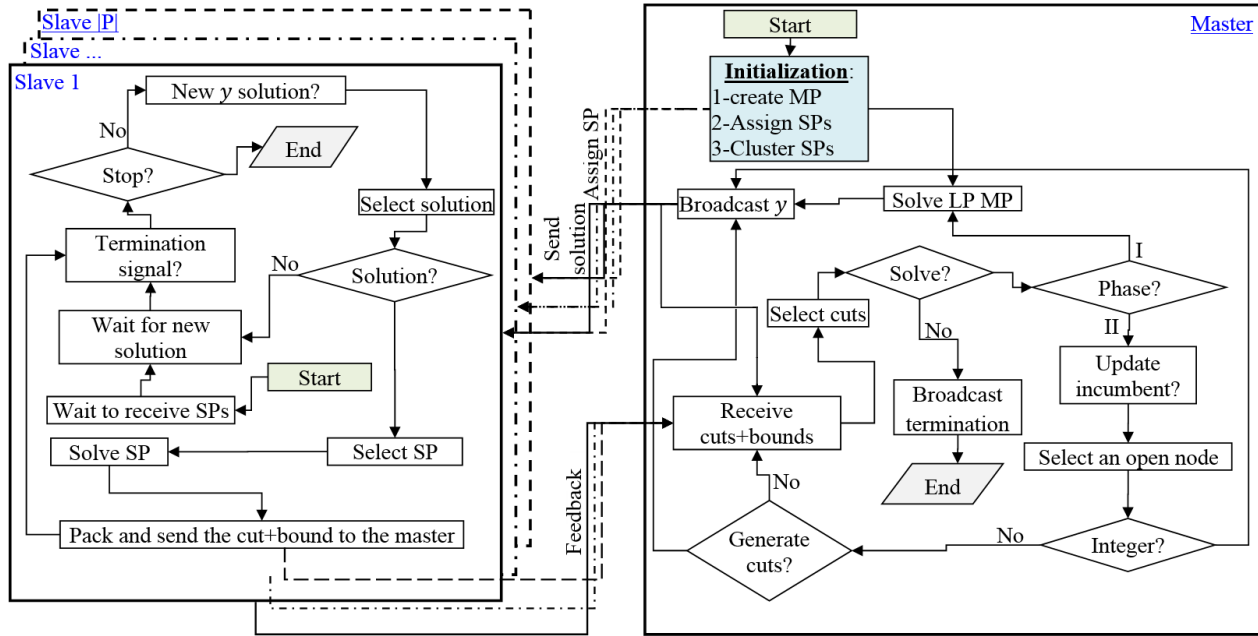 Slave |P|
Slave ...
Slave 1
New y solution?
No
End
Stop?
Select solution
Termination
signal?
No
Solution?
Wait for new
solution
Start
Wait to receive SPs
Solve SP
Select SP
Pack and send the cut+bound to the master
Send
solution
Assign SP
Feedback
Master
Start
Initialization:
1-create MP
2-Assign SPs
3-Cluster SPs
Broadcast y
Solve LP MP
I
Solve?
Phase?
Select cuts
No
II
Update
incumbent?
Broadcast
termination
Receive
cuts+bounds
Select an open node
End
No
Generate
cuts?
No
Integer?